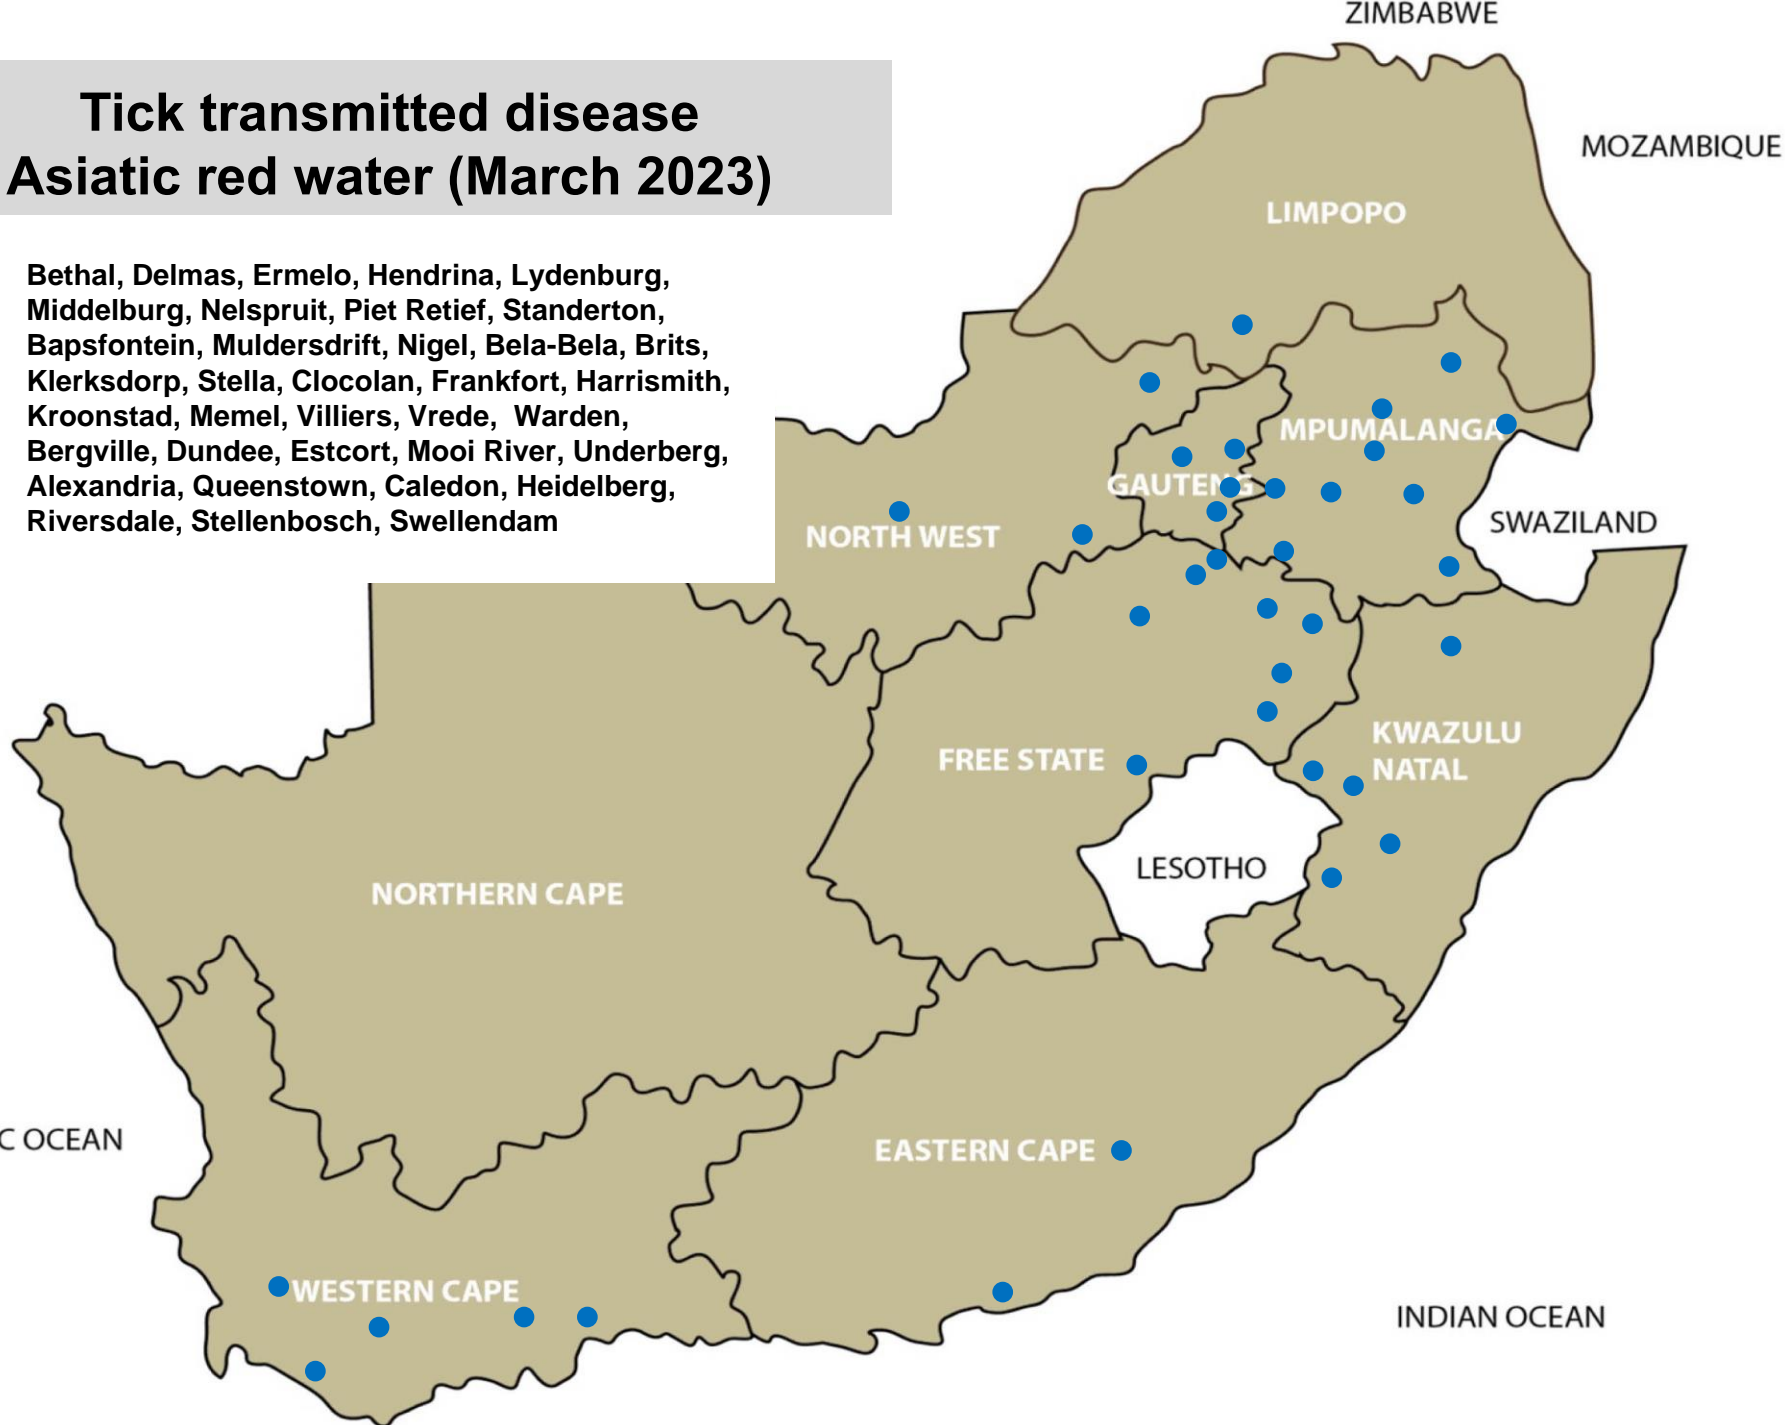 ZIMBABWE
Tick transmitted disease
Asiatic red water (March 2023)
MOZAMBIQUE
LIMPOPO
Bethal, Delmas, Ermelo, Hendrina, Lydenburg,
Middelburg, Nelspruit, Piet Retief, Standerton,
Bapsfontein, Muldersdrift, Nigel, Bela-Bela, Brits,
Klerksdorp, Stella, Clocolan, Frankfort, Harrismith,
Kroonstad, Memel, Villiers, Vrede, Warden,
Bergville, Dundee, Estcort, Mooi River, Underberg,
Alexandria, Queenstown, Caledon, Heidelberg,
Riversdale, Stellenbosch, Swellendam
MPUMALANGA
GAUTENG
NORTH WEST
SWAZILAND
FREE STATE
KWAZULU
NATAL
LESOTHO
NORTHERN CAPE
C OCEAN
EASTERN CAPE
WESTERN CAPE
INDIAN OCEAN